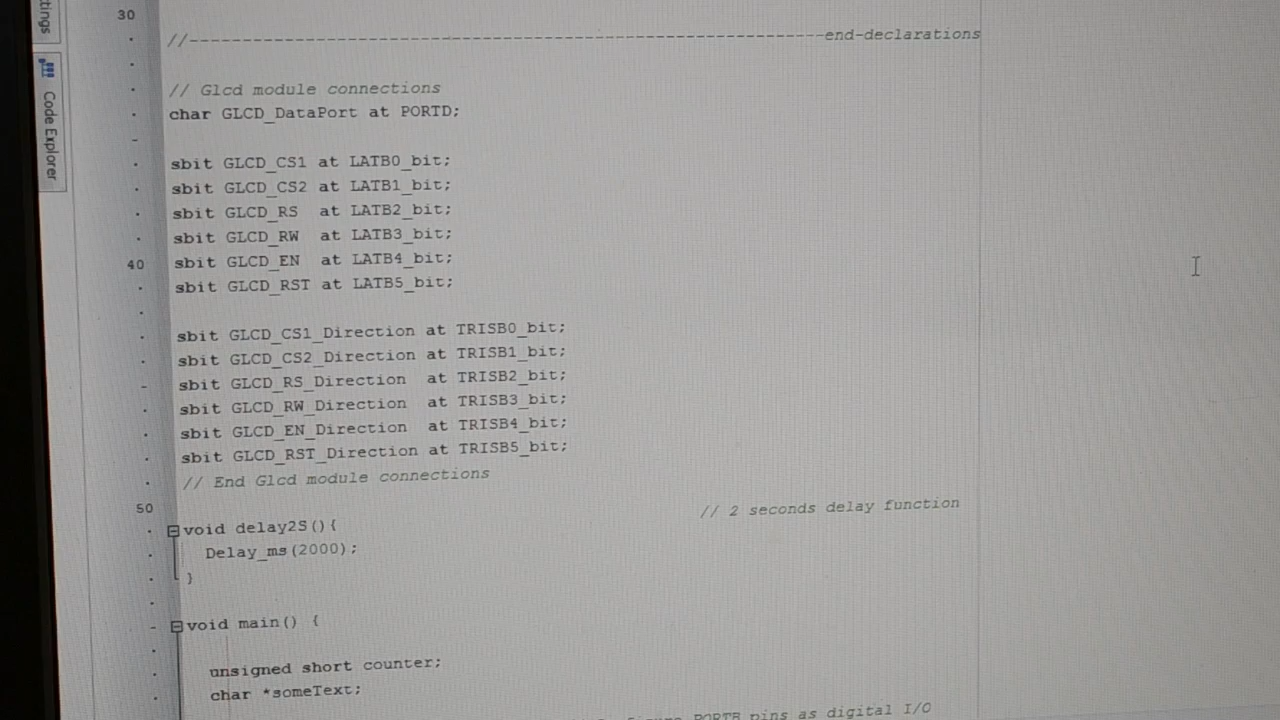 ttings
Code Explorer
30
//------------------------------------------------------------end-declarations
// Glcd module connections
char GLCD_DataPort at PORTD;
sbit GLCD_CS1 at LATB0_bit;
sbit GLCD_CS2 at LATB1_bit;
sbit GLCD_RS  at LATB2_bit;
sbit GLCD_RW  at LATB3_bit;
40 sbit GLCD_EN  at LATB4_bit;
sbit GLCD_RST at LATB5_bit;
sbit GLCD_CS1_Direction at TRISB0_bit;
sbit GLCD_CS2_Direction at TRISB1_bit;
sbit GLCD_RS_Direction  at TRISB2_bit;
sbit GLCD_RW_Direction  at TRISB3_bit;
sbit GLCD_EN_Direction  at TRISB4_bit;
sbit GLCD_RST_Direction at TRISB5_bit;
// End Glcd module connections
50 // 2 seconds delay function
void delay2S(){
Delay_ms(2000);
}
void main() {
unsigned short counter;
char *someText;
PORTB pins as digital I/O